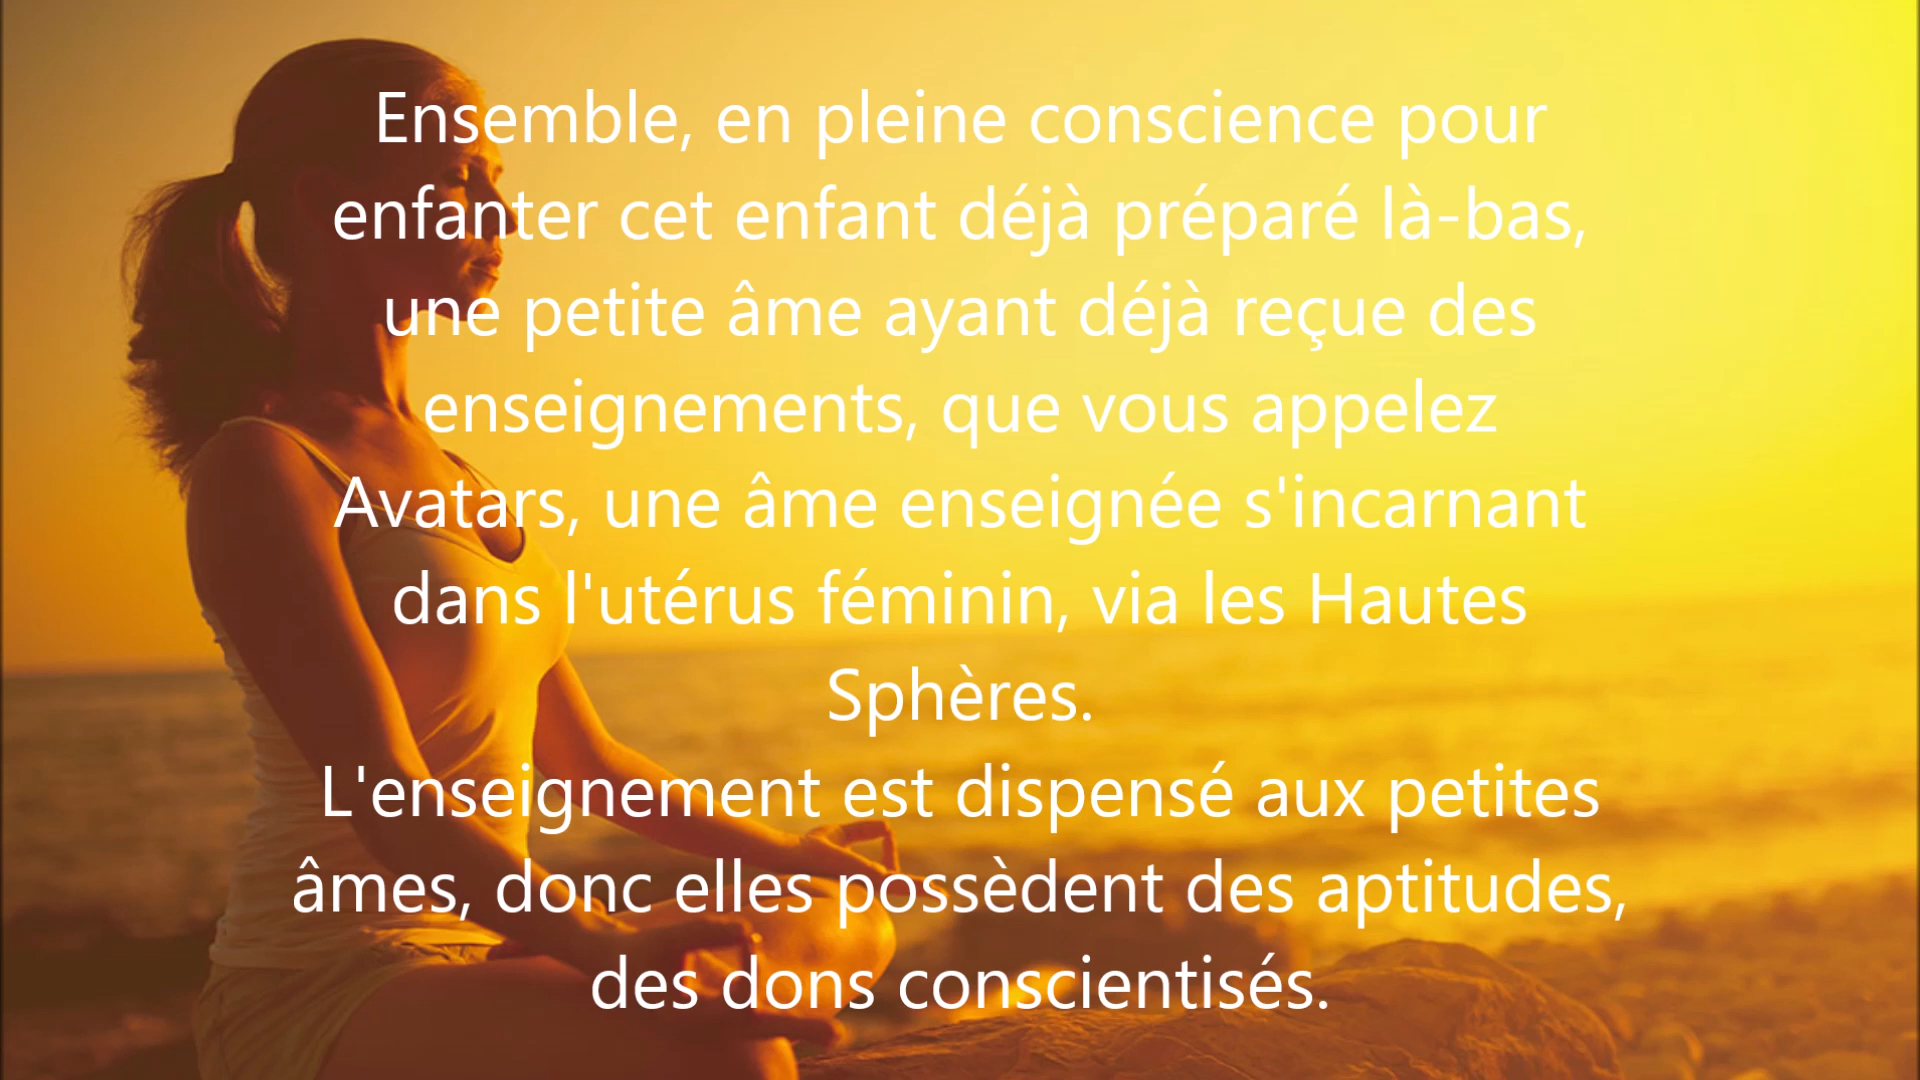 Ensemble, en pleine conscience pour
enfanter cet enfant déjà préparé là-bas,
une petite âme ayant déjà reçue des
enseignements, que vous appelez
Avatars, une âme enseignée s'incarnant
dans l'utérus féminin, via les Hautes
Sphères.
L'enseignement est dispensé aux petites
âmes, donc elles possèdent des aptitudes,
des dons conscientisés.